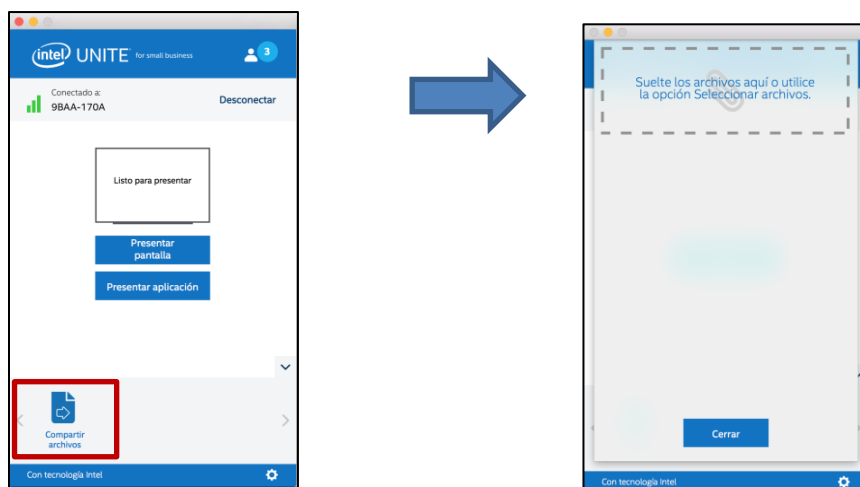 intel UNITE for small business
3
Conectado a:
9BAA-170A
Desconectar
Listo para presentar
Presentar
pantalla
Presentar aplicación
Compartir
archivos
Con tecnología Intel
Suelte los archivos aquí o utilice
la opción Seleccionar archivos.
Cerrar
Con tecnología Intel